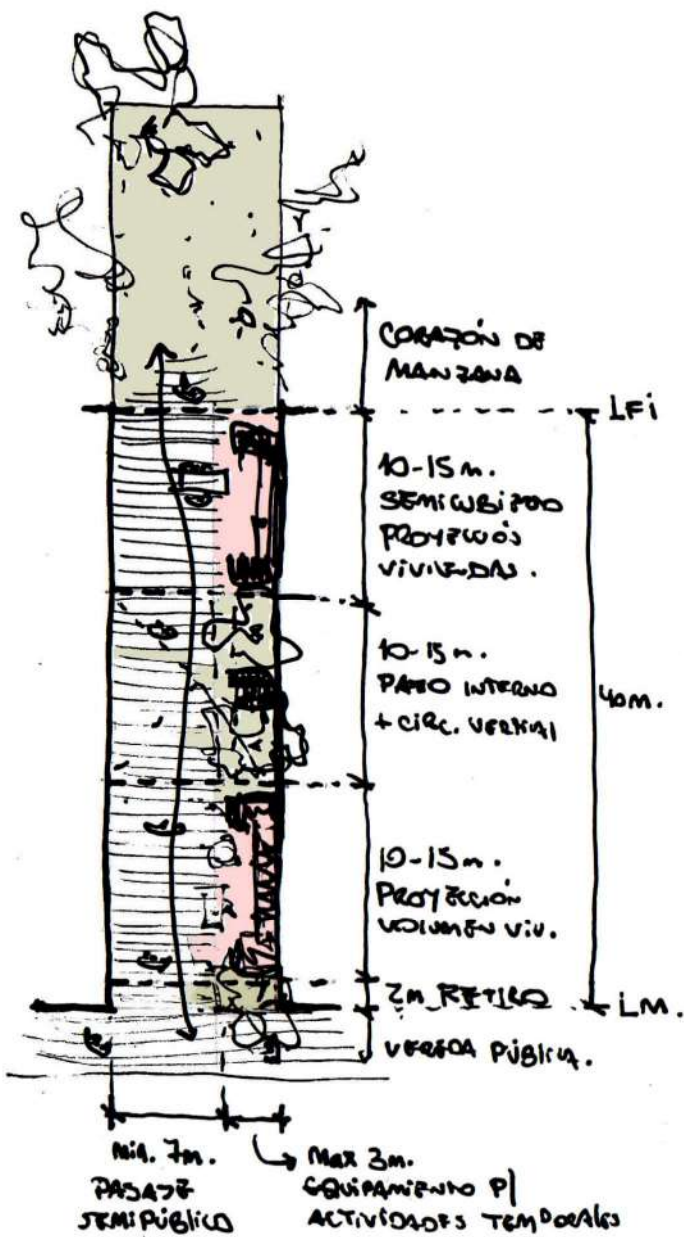 CORAZÓN DE
MANZANA
LFi
10-15m.
SEMICUBIERTO
PROYECCIÓN
VIVIENDAS.
10-15m.
PATIO INTERNO
+ CIRC. VERTICAL
40m.
10-15m.
PROYECCIÓN
VOLUMEN VIV.
2m RETIRO
LM.
VEREDA PÚBLICA.
Min. 7m.
PASAJE
SEMIPÚBLICO
Max 3m.
EQUIPAMIENTO P/
ACTIVIDADES TEMPORALES